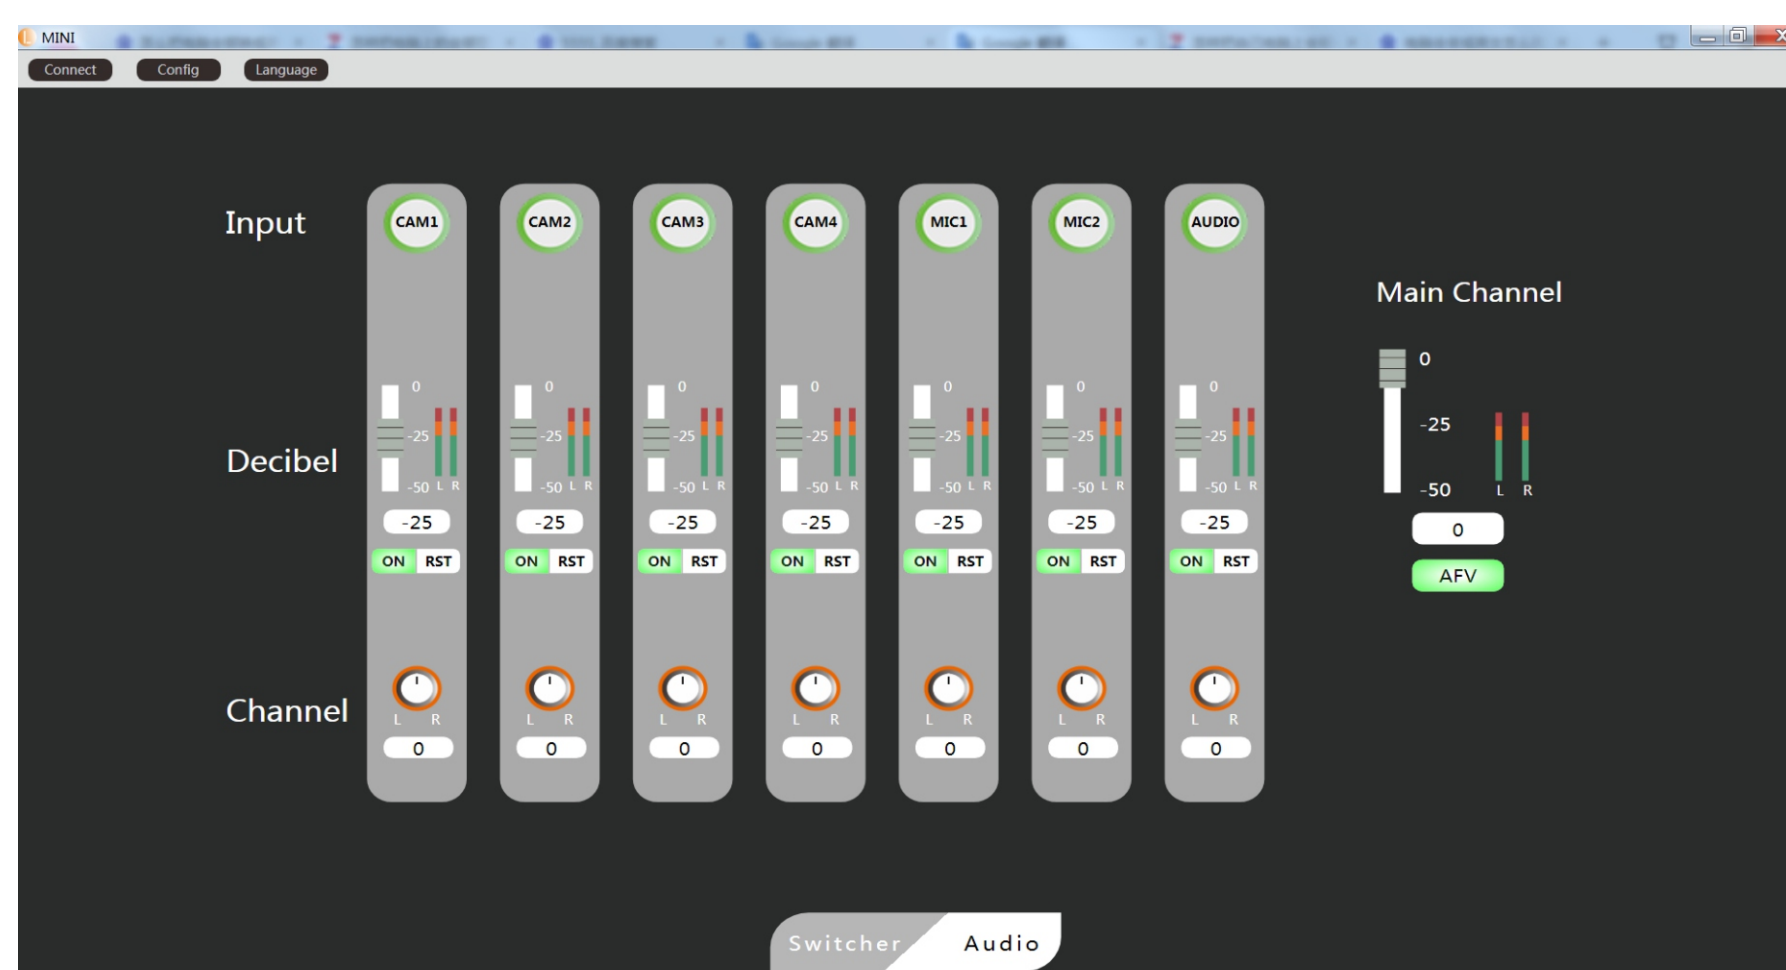 MINI
Connect Config Language
Input CAM1 CAM2 CAM3 CAM4 MIC1 MIC2 AUDIO
Main Channel
0
-25
-50
L R
0
AFV
Decibel
0 0 0 0 0 0 0
-25 -25 -25 -25 -25 -25 -25
-50 L R -50 L R -50 L R -50 L R -50 L R -50 L R -50 L R
-25 -25 -25 -25 -25 -25 -25
ON RST ON RST ON RST ON RST ON RST ON RST ON RST
Channel
L R L R L R L R L R L R L R
0 0 0 0 0 0 0
Switcher Audio